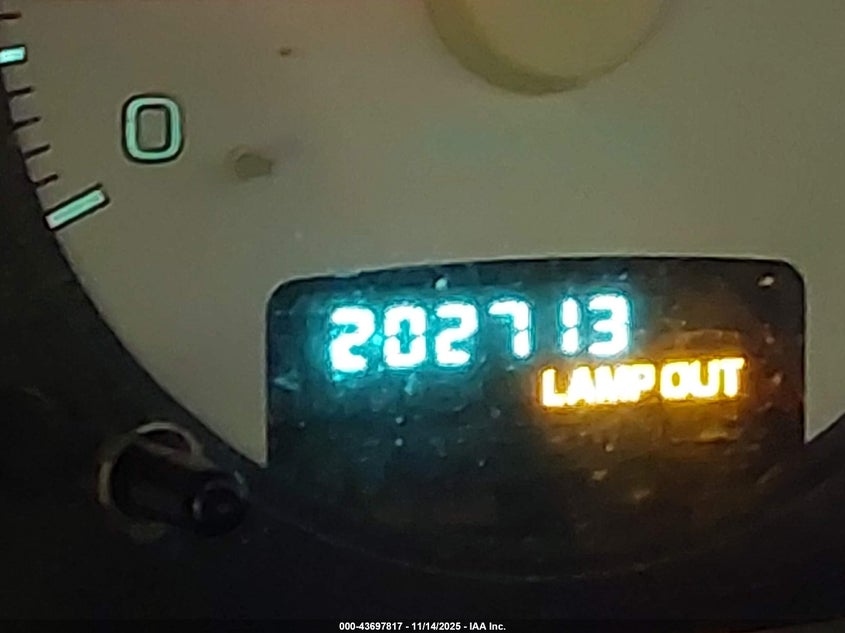 0
202713
LAMP OUT
000-43697817 - 11/14/2025 - IAA Inc.